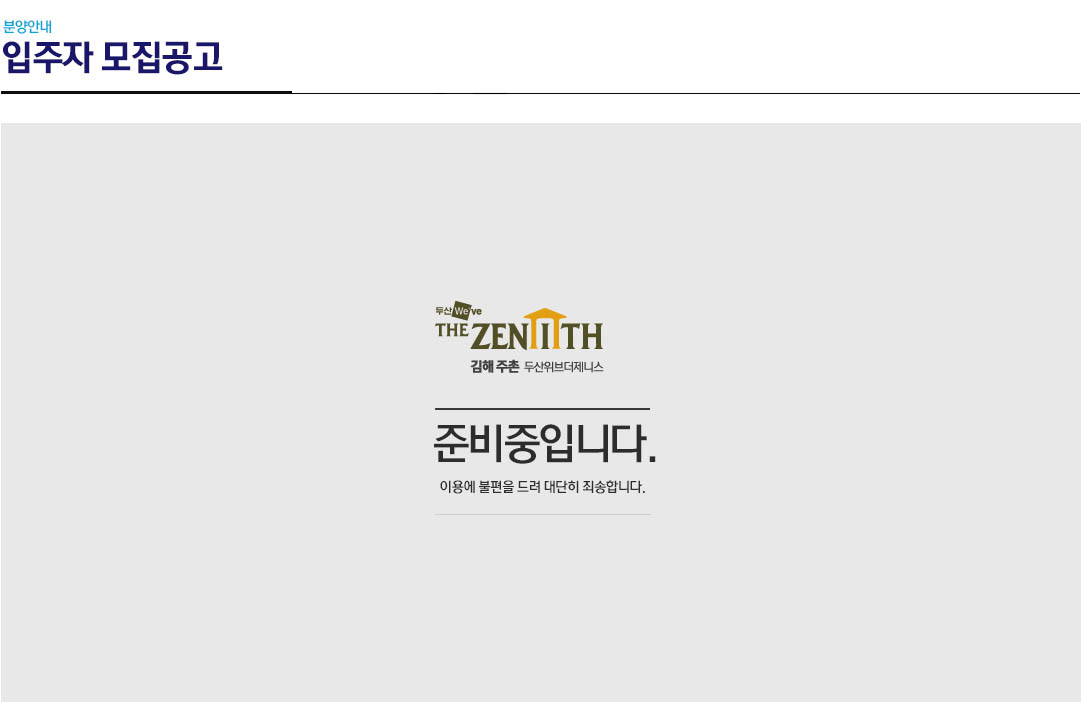 분양안내
입주자 모집공고
두산 We've
THE ZENITH
김해 주촌 두산위브더제니스
준비중입니다.
이용에 불편을 드려 대단히 죄송합니다.